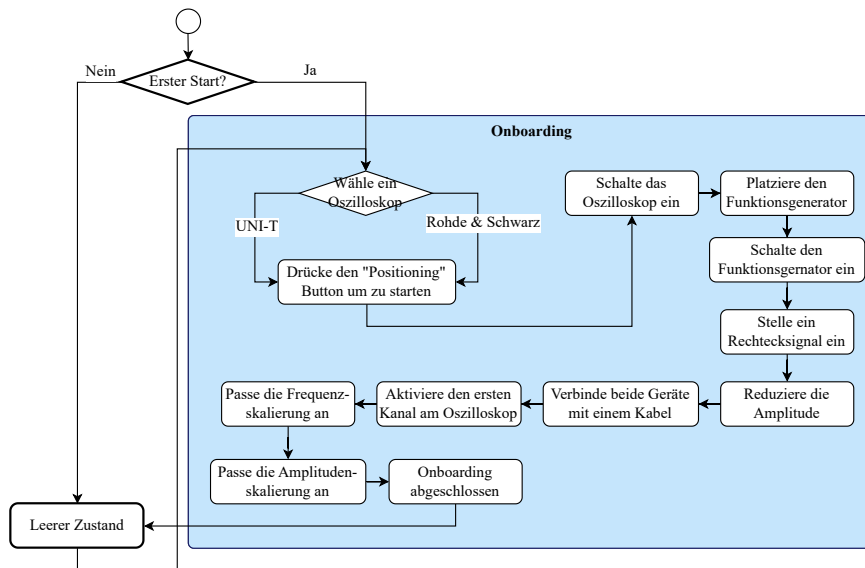 Nein
Erster Start?
Ja
Onboarding
Wähle ein
Oszilloskop
UNI-T
Rohde & Schwarz
Drücke den "Positioning"
Button um zu starten
Schalte das
Oszilloskop ein
Platziere den
Funktionsgenerator
Schalte den
Funktionsgernator ein
Stelle ein
Rechtecksignal ein
Reduziere die
Amplitude
Verbinde beide Geräte
mit einem Kabel
Aktiviere den ersten
Kanal am Oszilloskop
Passe die Frequenz-
skalierung an
Passe die Amplituden-
skalierung an
Onboarding
abgeschlossen
Leerer Zustand